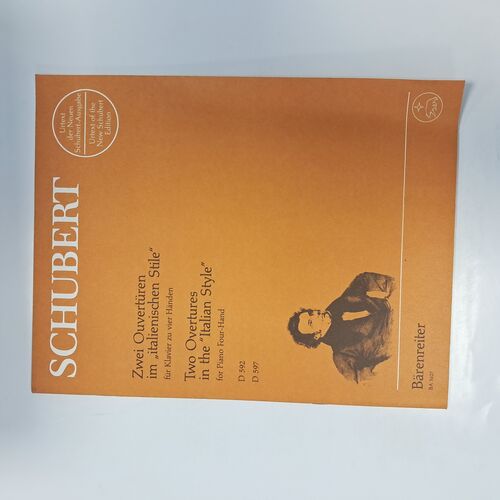 Urtext
der Neuen
Schubert-Ausgabe
Urtext of the
New Schubert
Edition
SCHUBERT
Zwei Ouvertüren
im „italienischen Stile“
für Klavier zu vier Händen
Two Overtures
in the "Italian Style"
for Piano Four-Hand
D 592
D 597
Bärenreiter